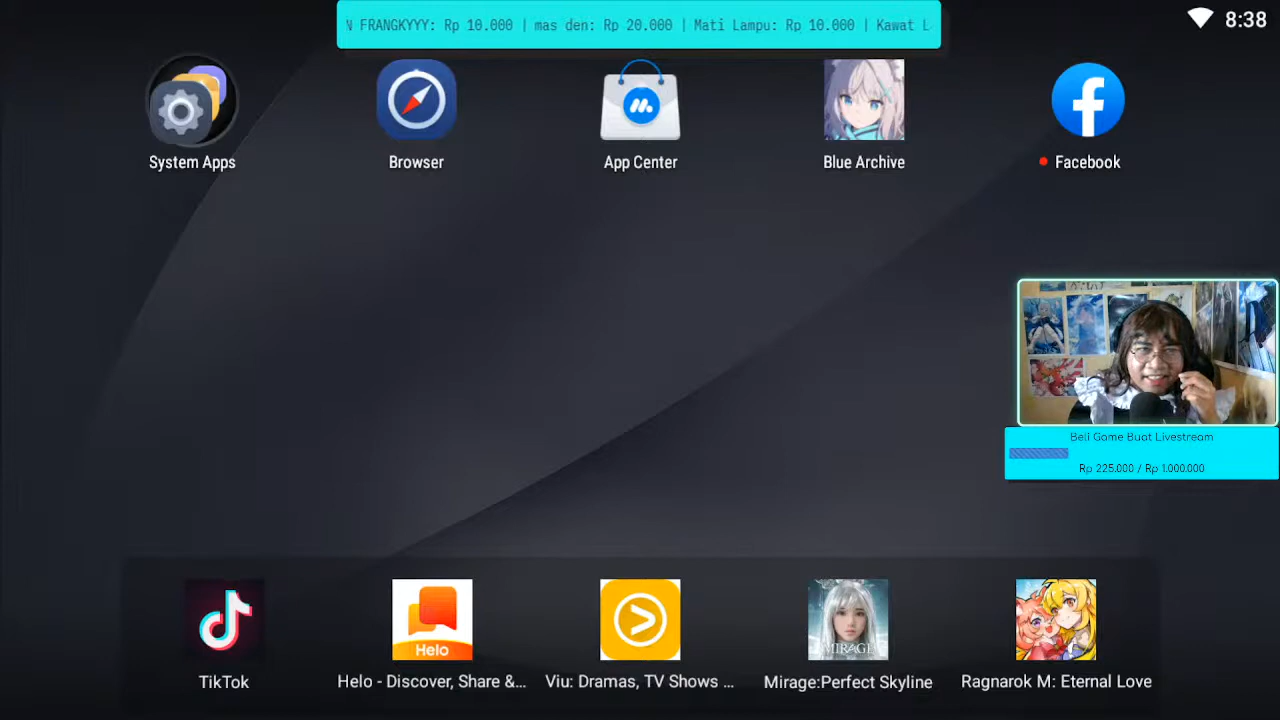 N FRANGKYYY: Rp 10.000 | mas den: Rp 20.000 | Mati Lampu: Rp 10.000 | Kawat L
8:38
System Apps
Browser
App Center
Blue Archive
Facebook
Beli Game Buat Livestream
Rp 225.000 / Rp 1.000.000
Helo
MIRAGE
TikTok
Helo - Discover, Share &...
Viu: Dramas, TV Shows ...
Mirage:Perfect Skyline
Ragnarok M: Eternal Love